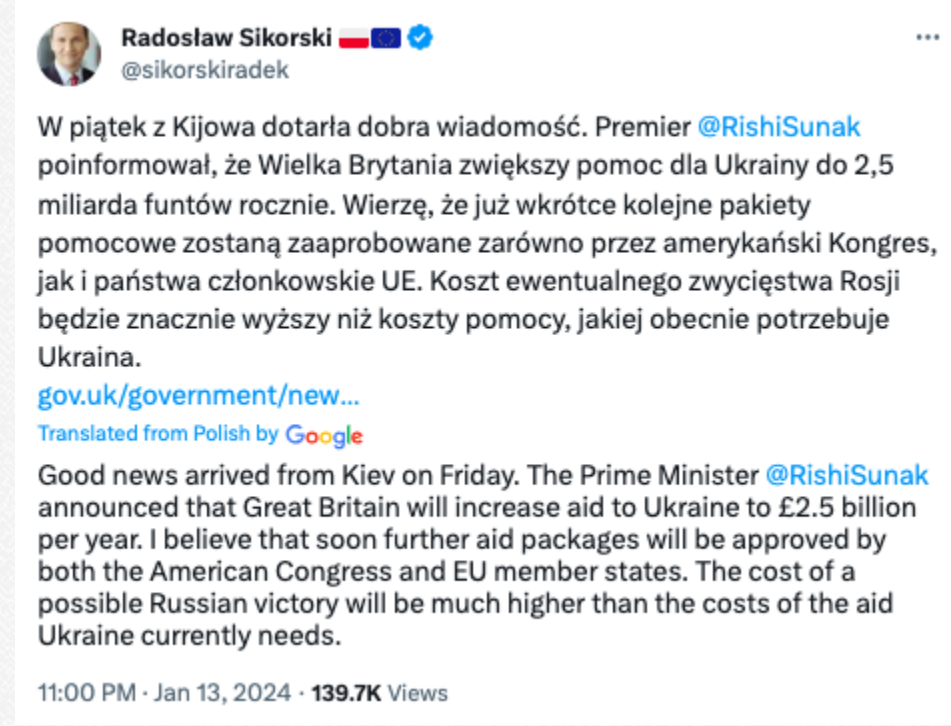 Radosław Sikorski 🇵🇱🇪🇺
@sikorskiradek
W piątek z Kijowa dotarła dobra wiadomość. Premier @RishiSunak
poinformował, że Wielka Brytania zwiększy pomoc dla Ukrainy do 2,5
miliarda funtów rocznie. Wierzę, że już wkrótce kolejne pakiety
pomocowe zostaną zaaprobowane zarówno przez amerykański Kongres,
jak i państwa członkowskie UE. Koszt ewentualnego zwycięstwa Rosji
będzie znacznie wyższy niż koszty pomocy, jakiej obecnie potrzebuje
Ukraina.
gov.uk/government/new...
Translated from Polish by Google
Good news arrived from Kiev on Friday. The Prime Minister @RishiSunak
announced that Great Britain will increase aid to Ukraine to £2.5 billion
per year. I believe that soon further aid packages will be approved by
both the American Congress and EU member states. The cost of a
possible Russian victory will be much higher than the costs of the aid
Ukraine currently needs.
11:00 PM · Jan 13, 2024 · 139.7K Views